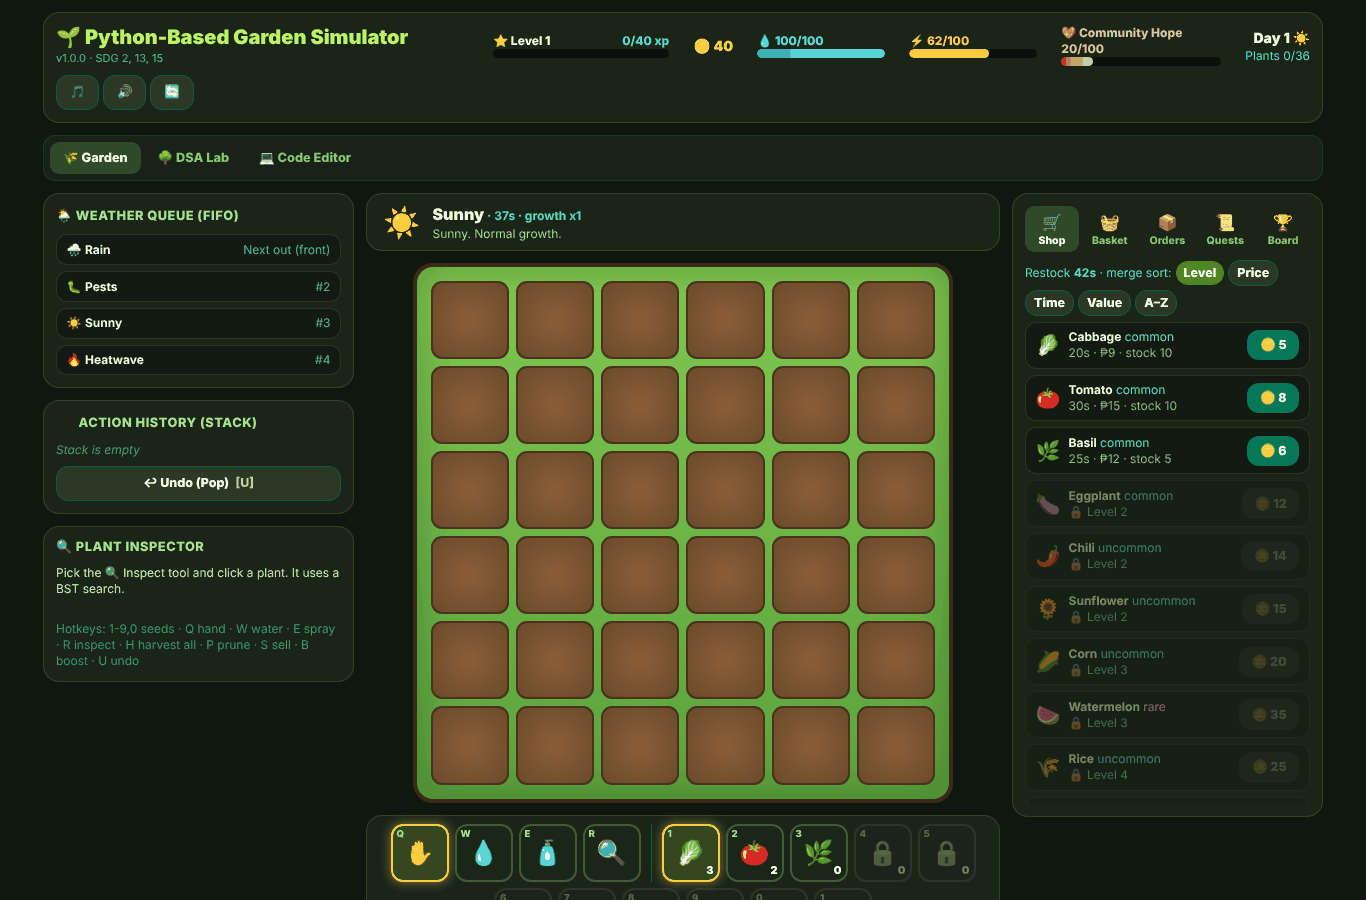 Python-Based Garden Simulator
v1.0.0 · SDG 2, 13, 15
Level 1 0/40 xp
40
100/100
62/100
Community Hope
20/100
Day 1
Plants 0/36
Garden
DSA Lab
Code Editor
WEATHER QUEUE (FIFO)
Rain Next out (front)
Pests #2
Sunny #3
Heatwave #4
ACTION HISTORY (STACK)
Stack is empty
↩ Undo (Pop) [U]
PLANT INSPECTOR
Pick the 🔍 Inspect tool and click a plant. It uses a
BST search.
Hotkeys: 1-9,0 seeds · Q hand · W water · E spray
· R inspect · H harvest all · P prune · S sell · B
boost · U undo
Sunny · 37s · growth x1
Sunny. Normal growth.
Q
W
E
R
1 3
2 2
3 0
4 0
5 0
6
7
8
9
0
1
Shop
Basket
Orders
Quests
Board
Restock 42s · merge sort: Level Price
Time Value A–Z
Cabbage common
20s · ₱9 · stock 10
5
Tomato common
30s · ₱15 · stock 10
8
Basil common
25s · ₱12 · stock 5
6
Eggplant common
Level 2
12
Chili uncommon
Level 2
14
Sunflower uncommon
Level 2
15
Corn uncommon
Level 3
20
Watermelon rare
Level 3
35
Rice uncommon
Level 4
25